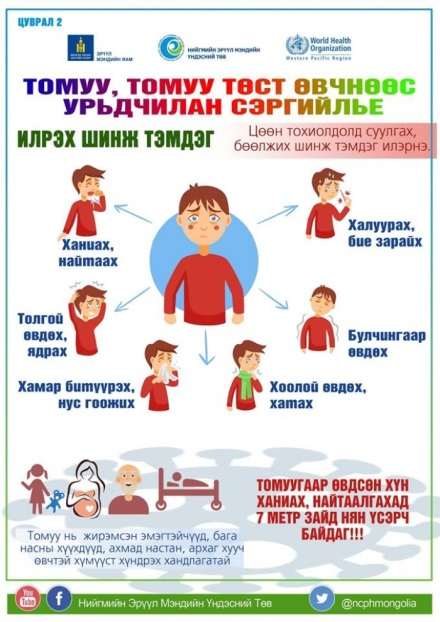 ЦУВРАЛ 2
ЭРҮҮЛ
МЭНДИЙН ЯАМ
НИЙГМИЙН ЭРҮҮЛ МЭНДИЙН
ҮНДЭСНИЙ ТӨВ
World Health
Organization
Western Pacific Region
ТОМУУ, ТОМУУ ТӨСТ ӨВЧНӨӨС
УРЬДЧИЛАН СЭРГИЙЛЬЕ
ИЛРЭХ ШИНЖ ТЭМДЭГ
Цөөн тохиолдолд суулгах,
бөөлжих шинж тэмдэг илэрнэ.
Ханиах,
найтаах
Халуурах,
бие зарайх
Толгой
өвдөх,
ядрах
Булчингаар
өвдөх
Хамар битүүрэх,
нус гоожих
Хоолой өвдөх,
хатах
ТОМУУГААР ӨВДСӨН ХҮН
ХАНИАХ, НАЙТААЛГАХАД
7 МЕТР ЗАЙД НЯН ҮСЭРЧ
БАЙДАГ!!!
Томуу нь жирэмсэн эмэгтэйчүүд, бага
насны хүүхдүүд, ахмад настан, архаг хууч
өвчтэй хүмүүст хүндрэх хандлагатай
You
Tube
f
Нийгмийн Эрүүл Мэндийн Үндэсний Төв
@ncphmongolia